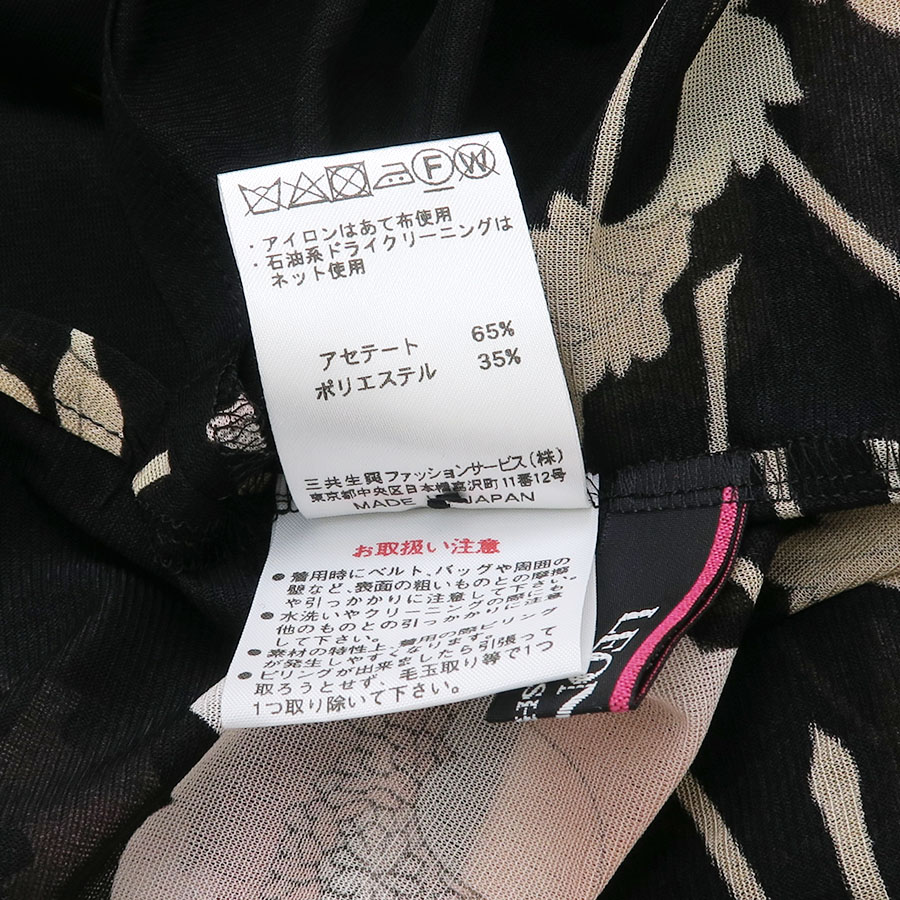 F W
・アイロンはあて布使用
・石油系ドライクリーニングは
ネット使用
アセテート 65%
ポリエステル 35%
三共生興ファッションサービス(株)
東京都中央区日本橋富沢町11番12号
MADE JAPAN
お取扱い注意
●着用時にベルト、バッグや周囲の
壁など、表面の粗いものとの摩擦
や引っかかりに注意して下さい。
●水洗いやクリーニングの際にも
他のものとの引っかかりに注意
して下さい。
●素材の特性上、着用の際ピリング
が発生しやすくなります。
●ピリングが出来ましたら引張って
取ろうとせず、毛玉取り等で1つ
1つ取り除いて下さい。
LEON